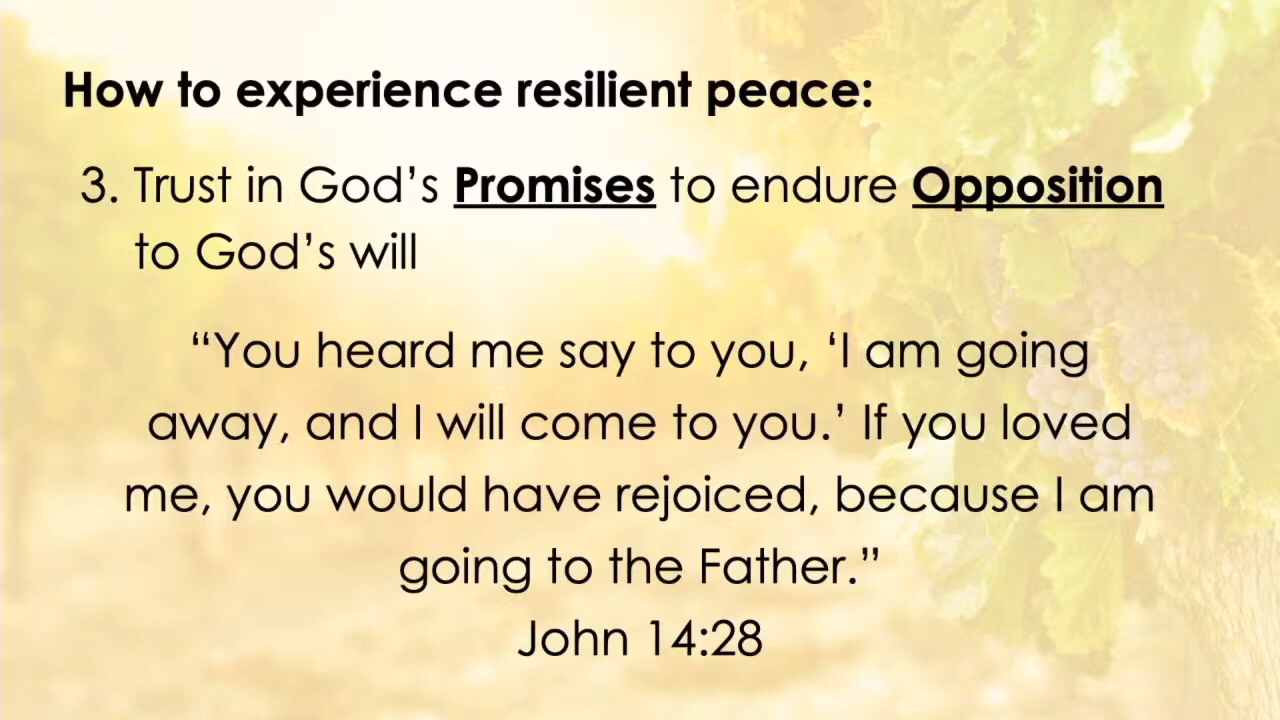 How to experience resilient peace:
3. Trust in God’s Promises to endure Opposition
to God’s will
“You heard me say to you, ‘I am going
away, and I will come to you.’ If you loved
me, you would have rejoiced, because I am
going to the Father.”
John 14:28